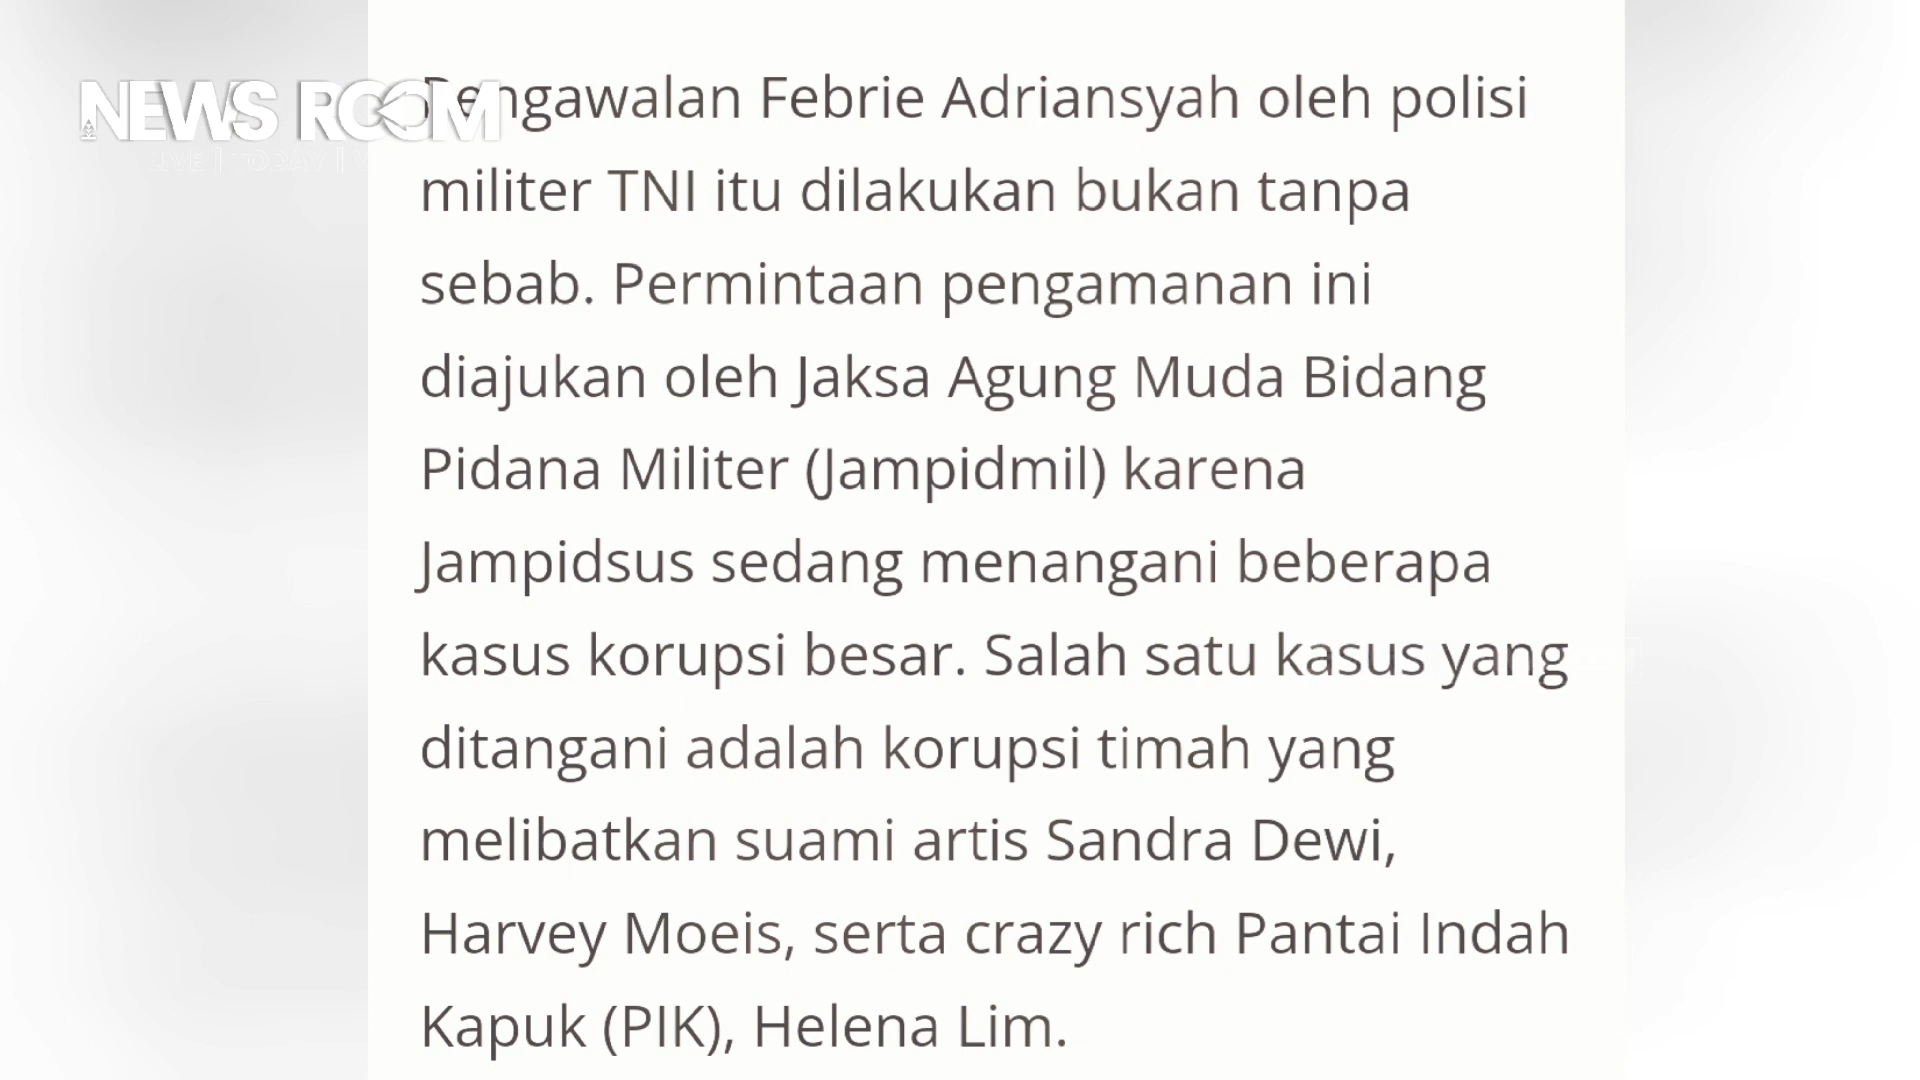 NEWS ROOM
LIVE | TODAY |
Pengawalan Febrie Adriansyah oleh polisi
militer TNI itu dilakukan bukan tanpa
sebab. Permintaan pengamanan ini
diajukan oleh Jaksa Agung Muda Bidang
Pidana Militer (Jampidmil) karena
Jampidsus sedang menangani beberapa
kasus korupsi besar. Salah satu kasus yang
ditangani adalah korupsi timah yang
melibatkan suami artis Sandra Dewi,
Harvey Moeis, serta crazy rich Pantai Indah
Kapuk (PIK), Helena Lim.